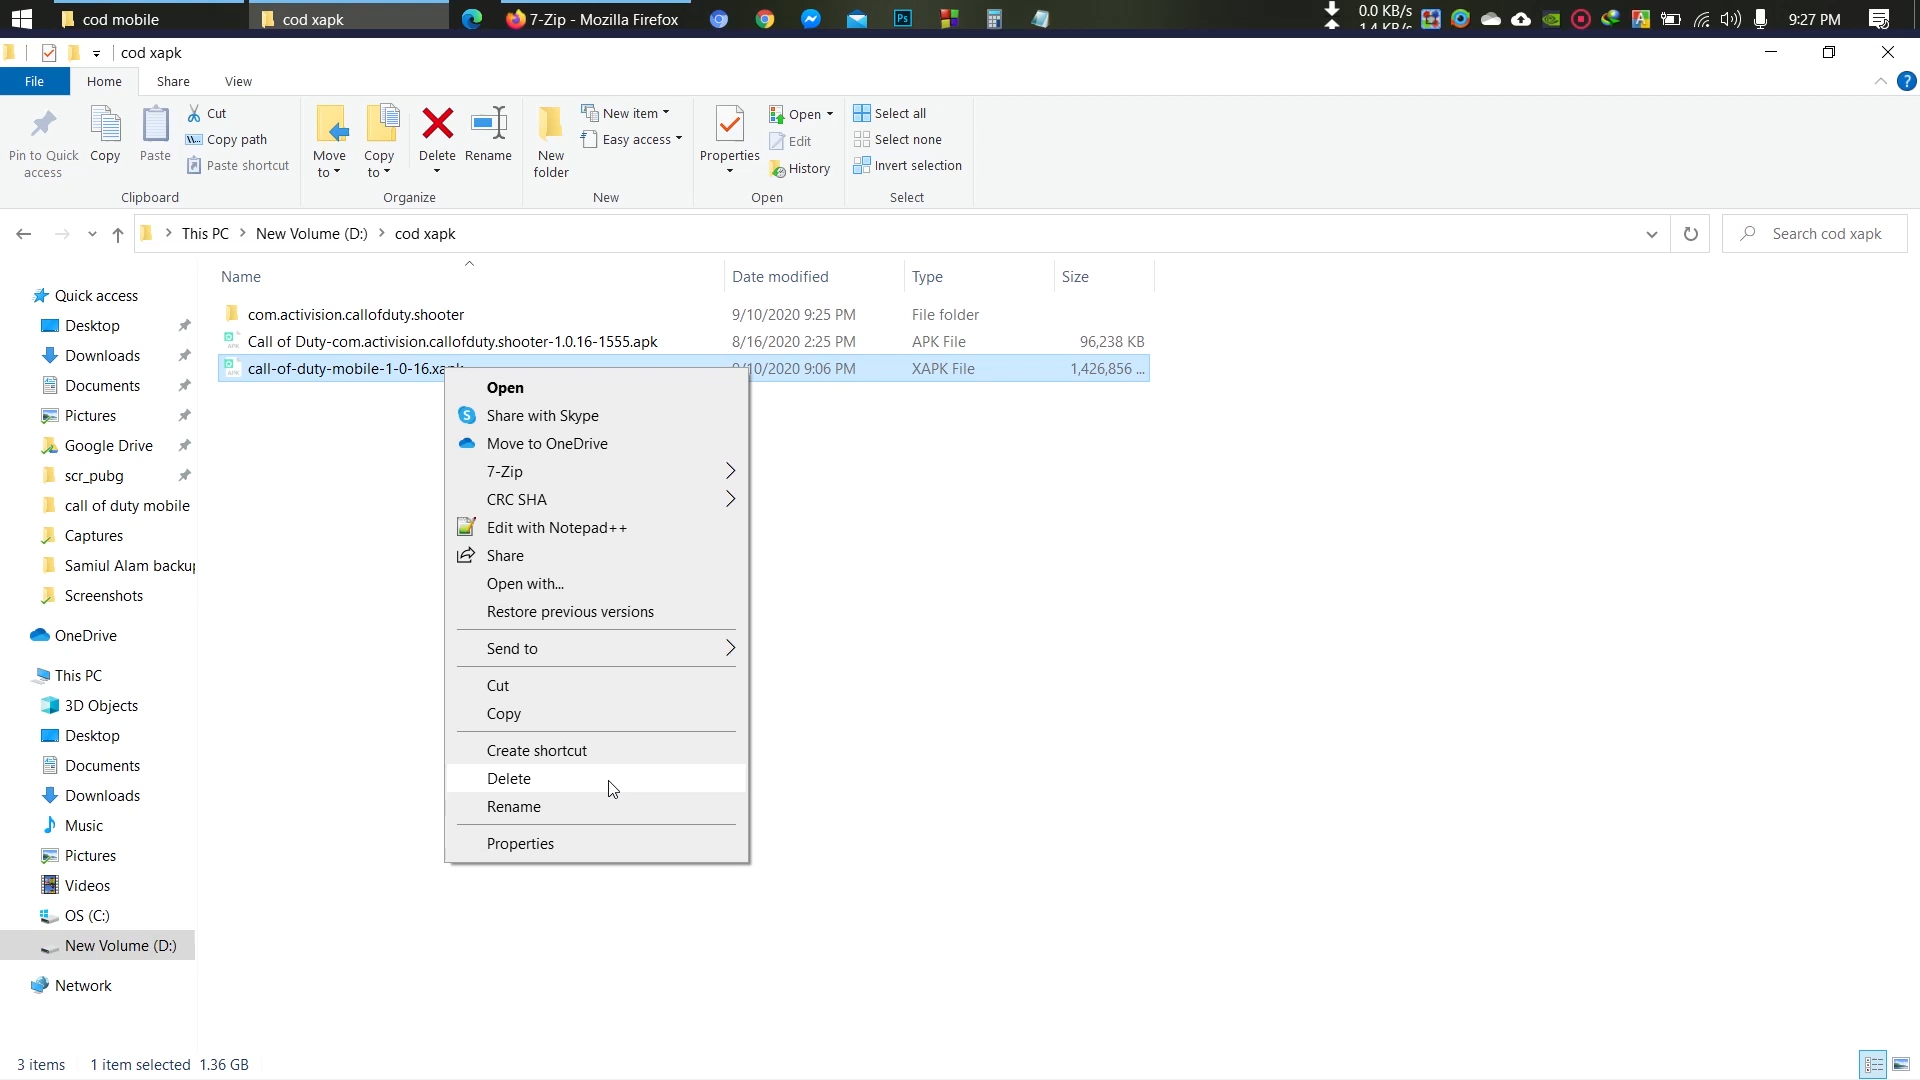 cod mobile
cod xapk
7-Zip - Mozilla Firefox
0.0 KB/s
1.4 KB/s
9:27 PM
cod xapk
File
Home
Share
View
Pin to Quick access
Copy
Paste
Cut
Copy path
Paste shortcut
Clipboard
Move to
Copy to
Delete
Rename
Organize
New folder
New item
Easy access
New
Properties
Open
Edit
History
Open
Select all
Select none
Invert selection
Select
This PC > New Volume (D:) > cod xapk
Search cod xapk
Name
Date modified
Type
Size
com.activision.callofduty.shooter 9/10/2020 9:25 PM File folder
Call of Duty-com.activision.callofduty.shooter-1.0.16-1555.apk 8/16/2020 2:25 PM APK File 96,238 KB
call-of-duty-mobile-1-0-16.xapk 9/10/2020 9:06 PM XAPK File 1,426,856 ...
Quick access
Desktop
Downloads
Documents
Pictures
Google Drive
scr_pubg
call of duty mobile
Captures
Samiul Alam backup
Screenshots
OneDrive
This PC
3D Objects
Desktop
Documents
Downloads
Music
Pictures
Videos
OS (C:)
New Volume (D:)
Network
Open
Share with Skype
Move to OneDrive
7-Zip
CRC SHA
Edit with Notepad++
Share
Open with...
Restore previous versions
Send to
Cut
Copy
Create shortcut
Delete
Rename
Properties
3 items
1 item selected 1.36 GB